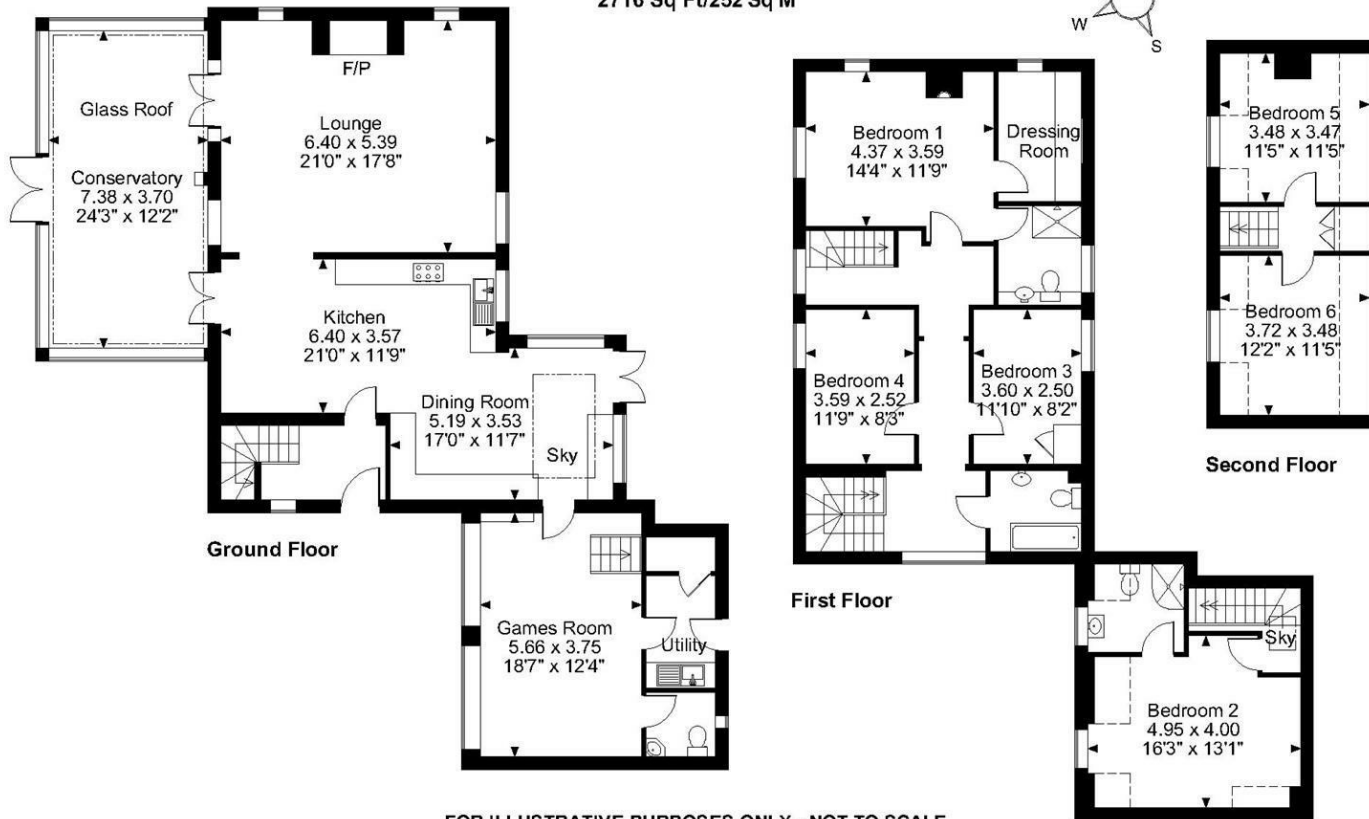 2716 Sq Ft/252 Sq M
W
S
F/P
Glass Roof
Lounge
6.40 x 5.39
21'0" x 17'8"
Conservatory
7.38 x 3.70
24'3" x 12'2"
Kitchen
6.40 x 3.57
21'0" x 11'9"
Dining Room
5.19 x 3.53
17'0" x 11'7"
Sky
Ground Floor
Games Room
5.66 x 3.75
18'7" x 12'4"
Utility
Bedroom 1
4.37 x 3.59
14'4" x 11'9"
Dressing
Room
Bedroom 4
3.59 x 2.52
11'9" x 8'3"
Bedroom 3
3.60 x 2.50
11'10" x 8'2"
First Floor
Sky
Bedroom 2
4.95 x 4.00
16'3" x 13'1"
Bedroom 5
3.48 x 3.47
11'5" x 11'5"
Bedroom 6
3.72 x 3.48
12'2" x 11'5"
Second Floor
FOR ILLUSTRATIVE PURPOSES ONLY - NOT TO SCALE